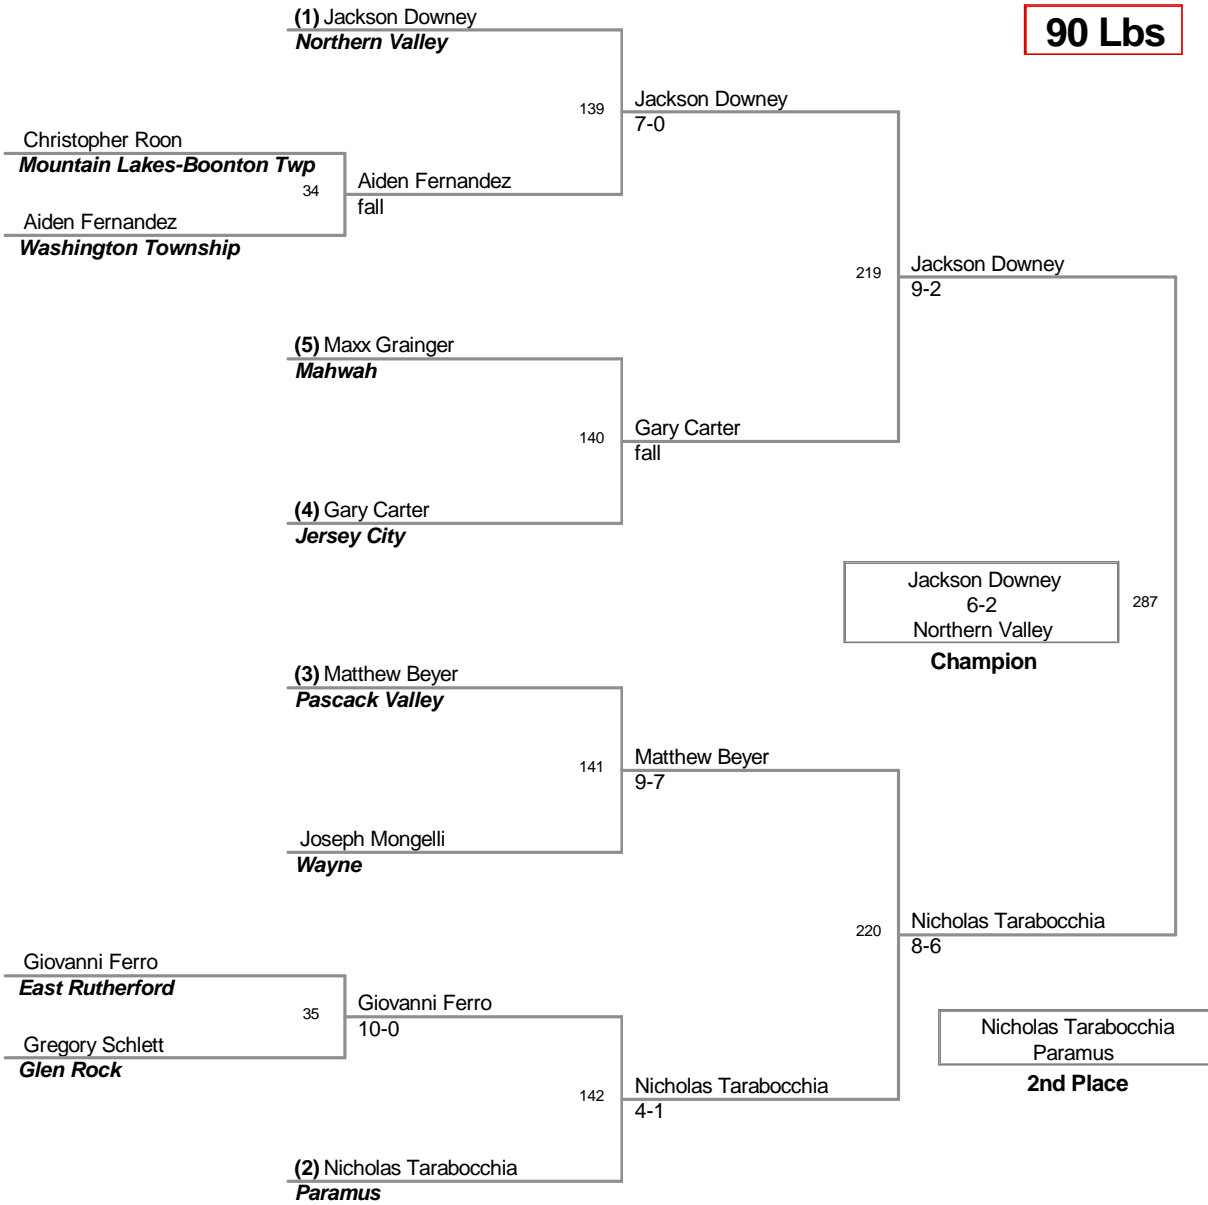 (1) Jackson Downey
Northern Valley
90 Lbs
139
Jackson Downey
7-0
Christopher Roon
Mountain Lakes-Boonton Twp
34
Aiden Fernandez
fall
Aiden Fernandez
Washington Township
219
Jackson Downey
9-2
(5) Maxx Grainger
Mahwah
140
Gary Carter
fall
(4) Gary Carter
Jersey City
Jackson Downey
6-2
Northern Valley
287
Champion
(3) Matthew Beyer
Pascack Valley
141
Matthew Beyer
9-7
Joseph Mongelli
Wayne
220
Nicholas Tarabocchia
8-6
Giovanni Ferro
East Rutherford
35
Giovanni Ferro
10-0
Gregory Schlett
Glen Rock
Nicholas Tarabocchia
Paramus
2nd Place
142
Nicholas Tarabocchia
4-1
(2) Nicholas Tarabocchia
Paramus